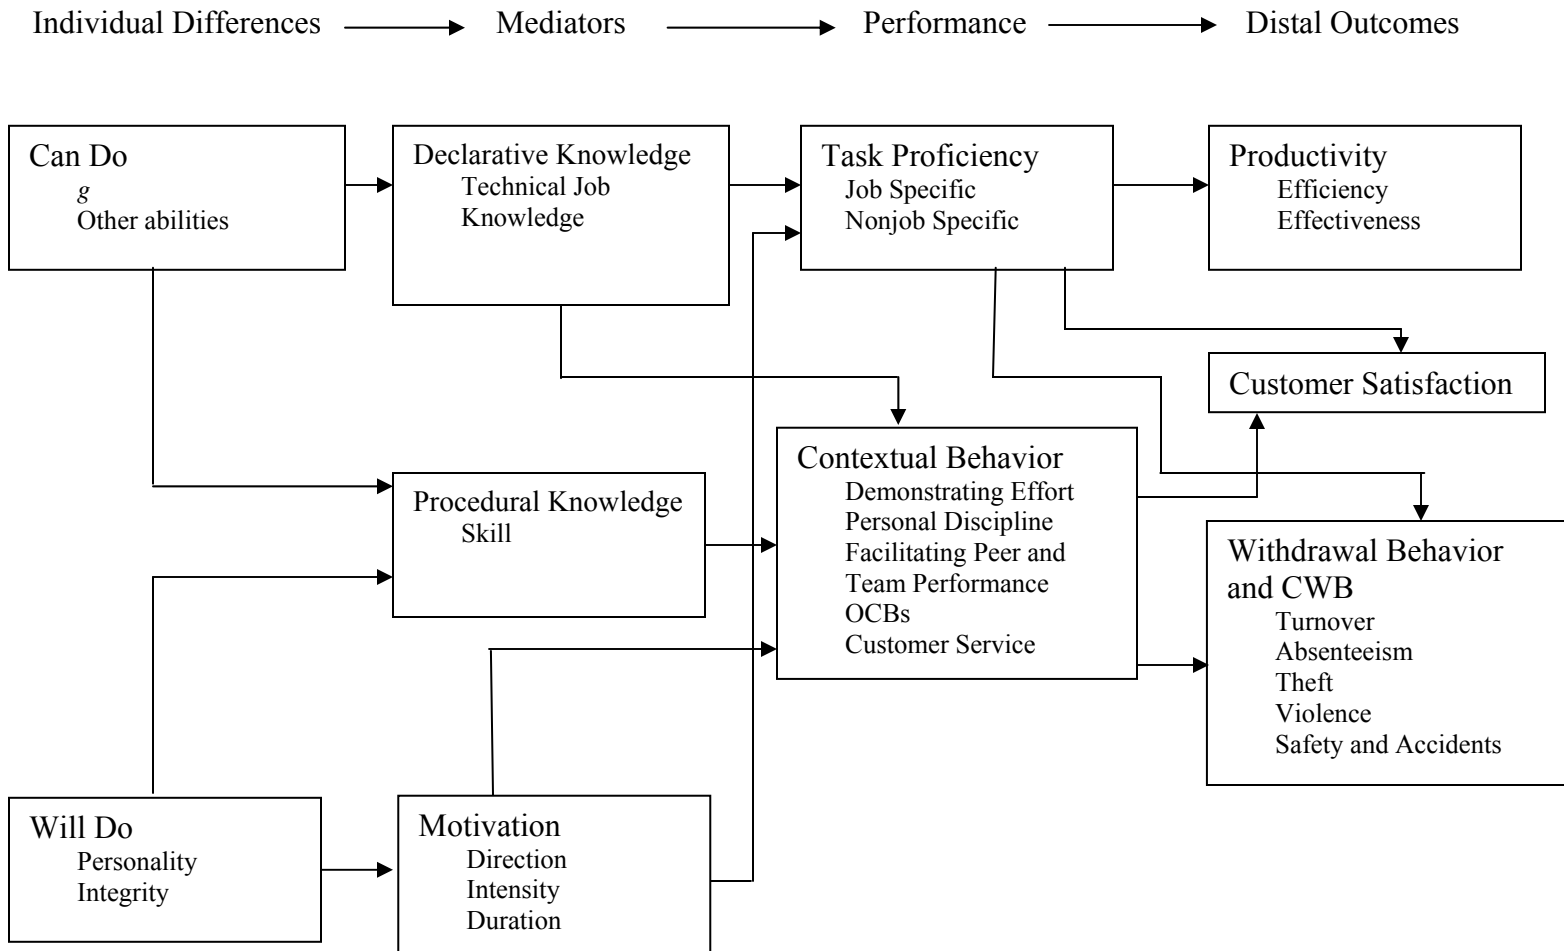 Individual Differences
Mediators
Performance
Distal Outcomes
Can Do
g
Other abilities
Declarative Knowledge
Technical Job
Knowledge
Task Proficiency
Job Specific
Nonjob Specific
Productivity
Efficiency
Effectiveness
Customer Satisfaction
Procedural Knowledge
Skill
Contextual Behavior
Demonstrating Effort
Personal Discipline
Facilitating Peer and
Team Performance
OCBs
Customer Service
Withdrawal Behavior
and CWB
Turnover
Absenteeism
Theft
Violence
Safety and Accidents
Will Do
Personality
Integrity
Motivation
Direction
Intensity
Duration